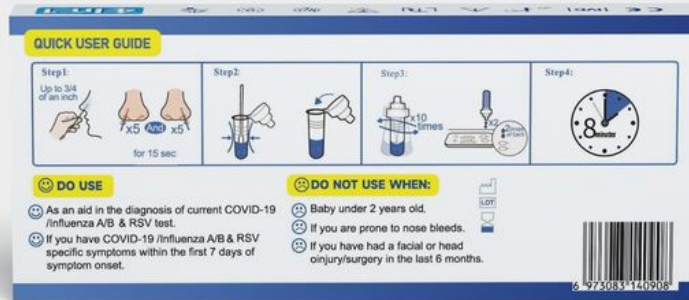 4-in-1
QUICK USER GUIDE
Step1:
Up to 3/4
of an inch
x5 And x5
for 15 sec
Step2
Step3:
x10
times
x2
Step4:
8
minutes
DO USE
As an aid in the diagnosis of current COVID-19
/Influenza A/B & RSV test.
If you have COVID-19 /Influenza A/B & RSV
specific symptoms within the first 7 days of
symptom onset.
DO NOT USE WHEN:
Baby under 2 years old.
If you are prone to nose bleeds.
If you have had a facial or head
oinjury/surgery in the last 6 months.
LOT
6 973083 140908